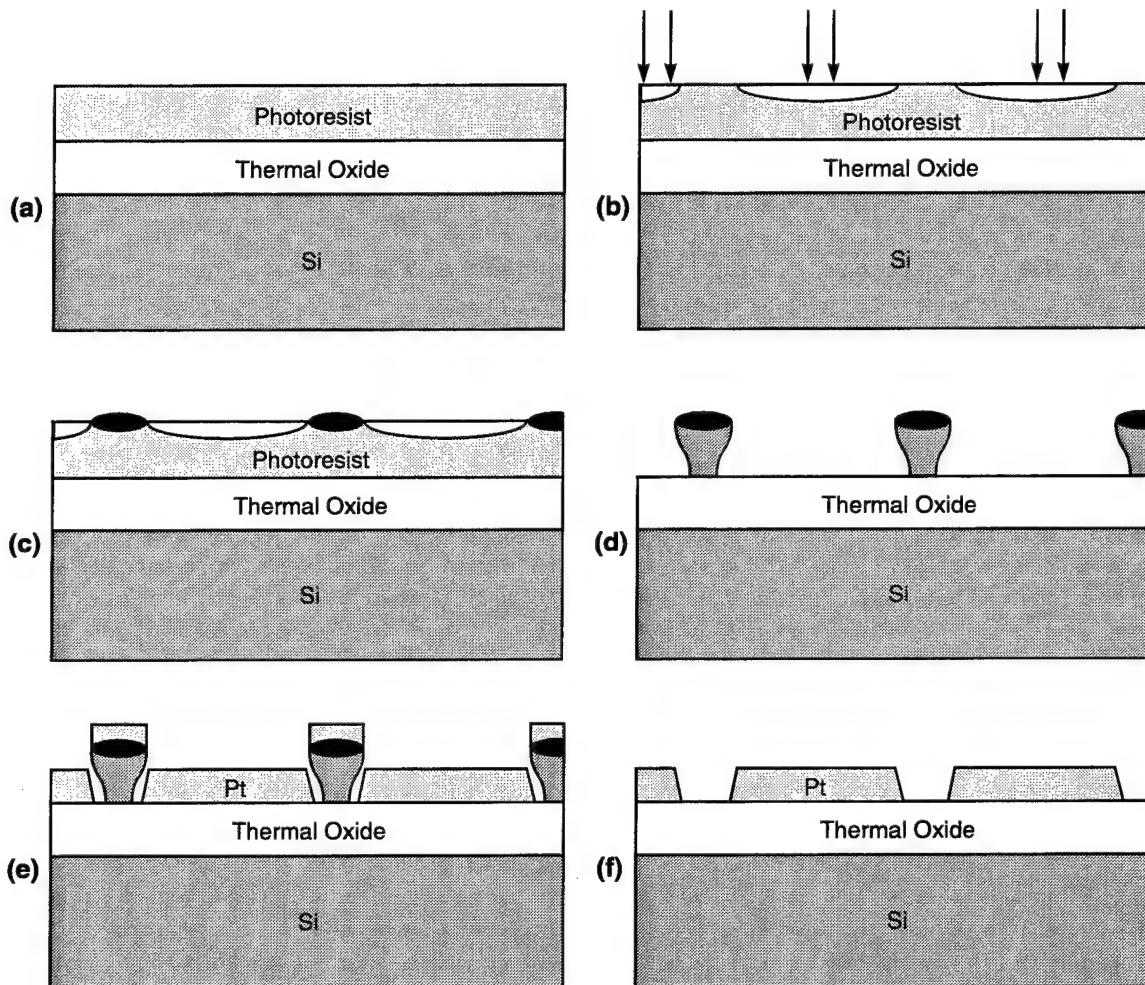 Photoresist
Thermal Oxide
(a)
Si
Photoresist
Thermal Oxide
(b)
Si
Photoresist
Thermal Oxide
(c)
Si
Thermal Oxide
(d)
Si
Pt
Thermal Oxide
(e)
Si
Pt
Thermal Oxide
(f)
Si